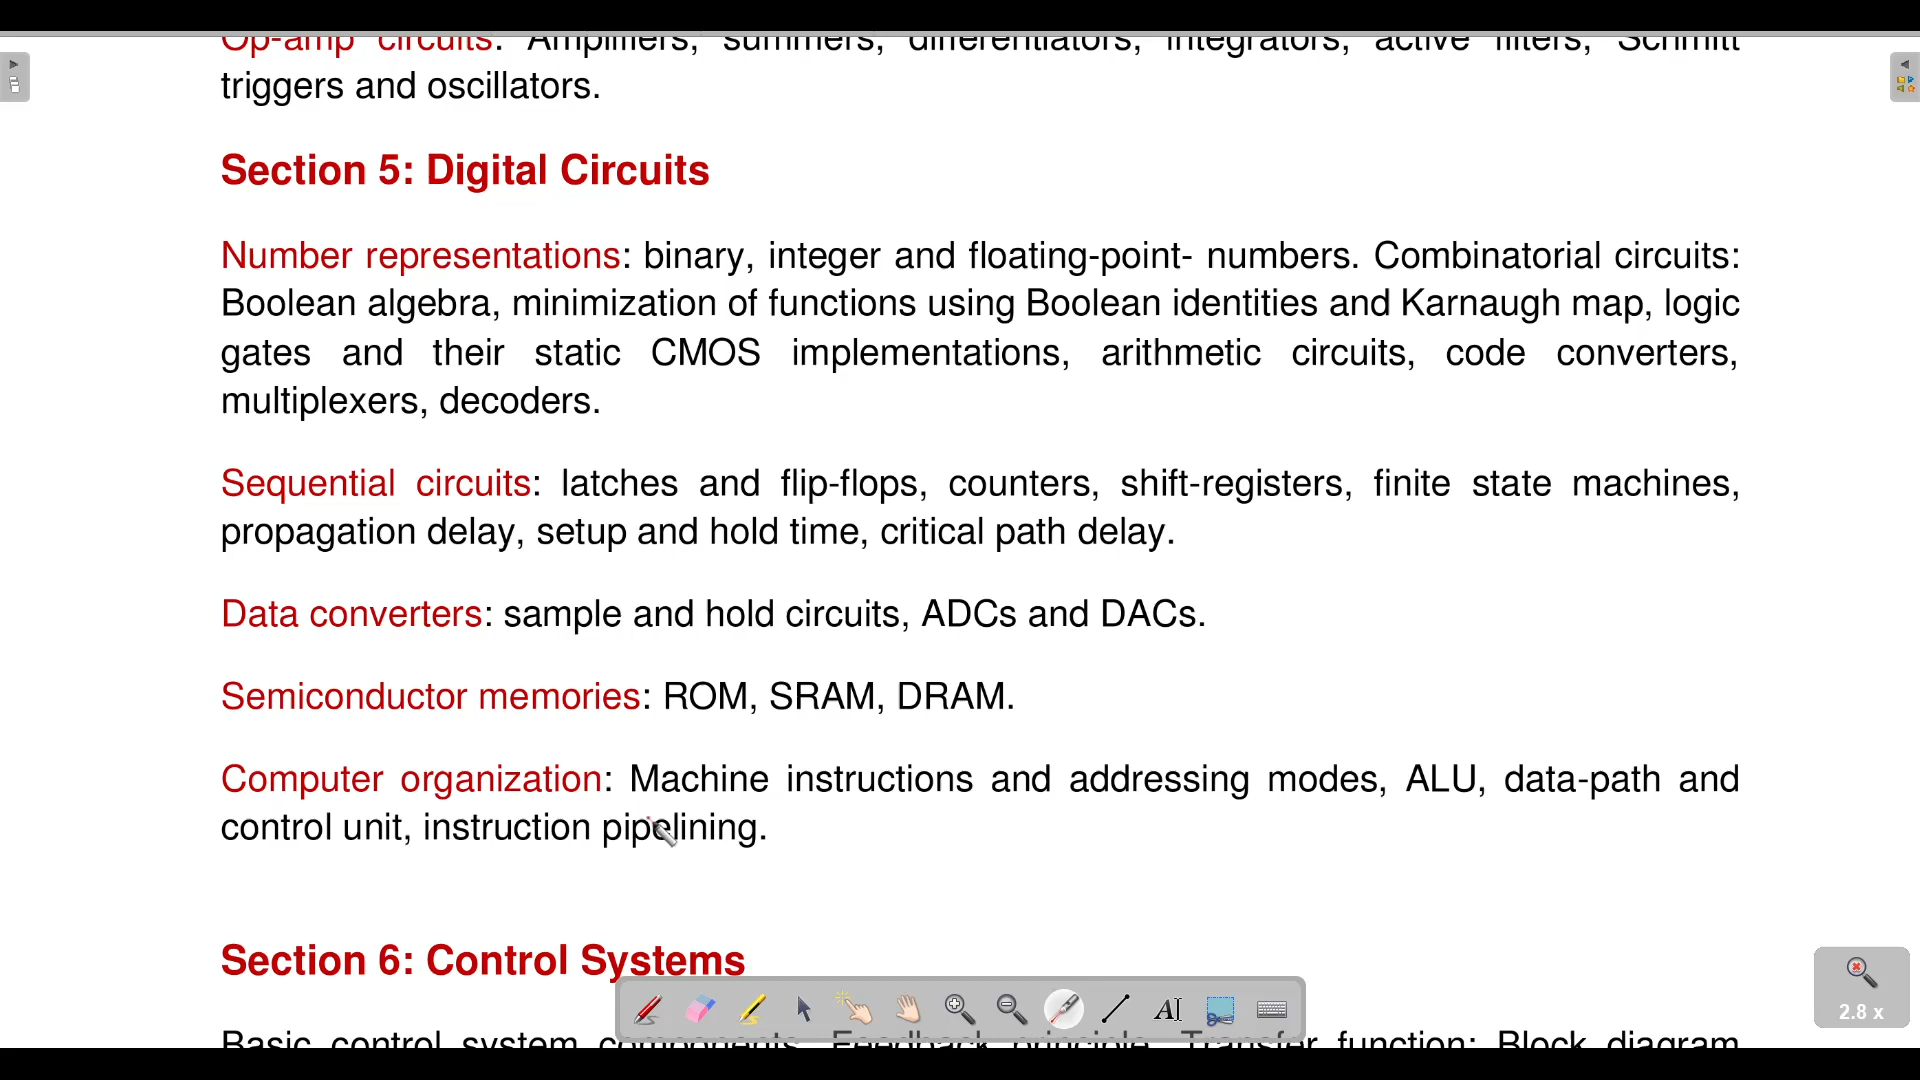 Op-amp circuits: Amplifiers, summers, differentiators, integrators, active filters, Schmitt
triggers and oscillators.
Section 5: Digital Circuits
Number representations: binary, integer and floating-point- numbers. Combinatorial circuits:
Boolean algebra, minimization of functions using Boolean identities and Karnaugh map, logic
gates and their static CMOS implementations, arithmetic circuits, code converters,
multiplexers, decoders.
Sequential circuits: latches and flip-flops, counters, shift-registers, finite state machines,
propagation delay, setup and hold time, critical path delay.
Data converters: sample and hold circuits, ADCs and DACs.
Semiconductor memories: ROM, SRAM, DRAM.
Computer organization: Machine instructions and addressing modes, ALU, data-path and
control unit, instruction pipelining.
Section 6: Control Systems
Basic control system components; Feedback principle; Transfer function; Block diagram
AI
2.8 x